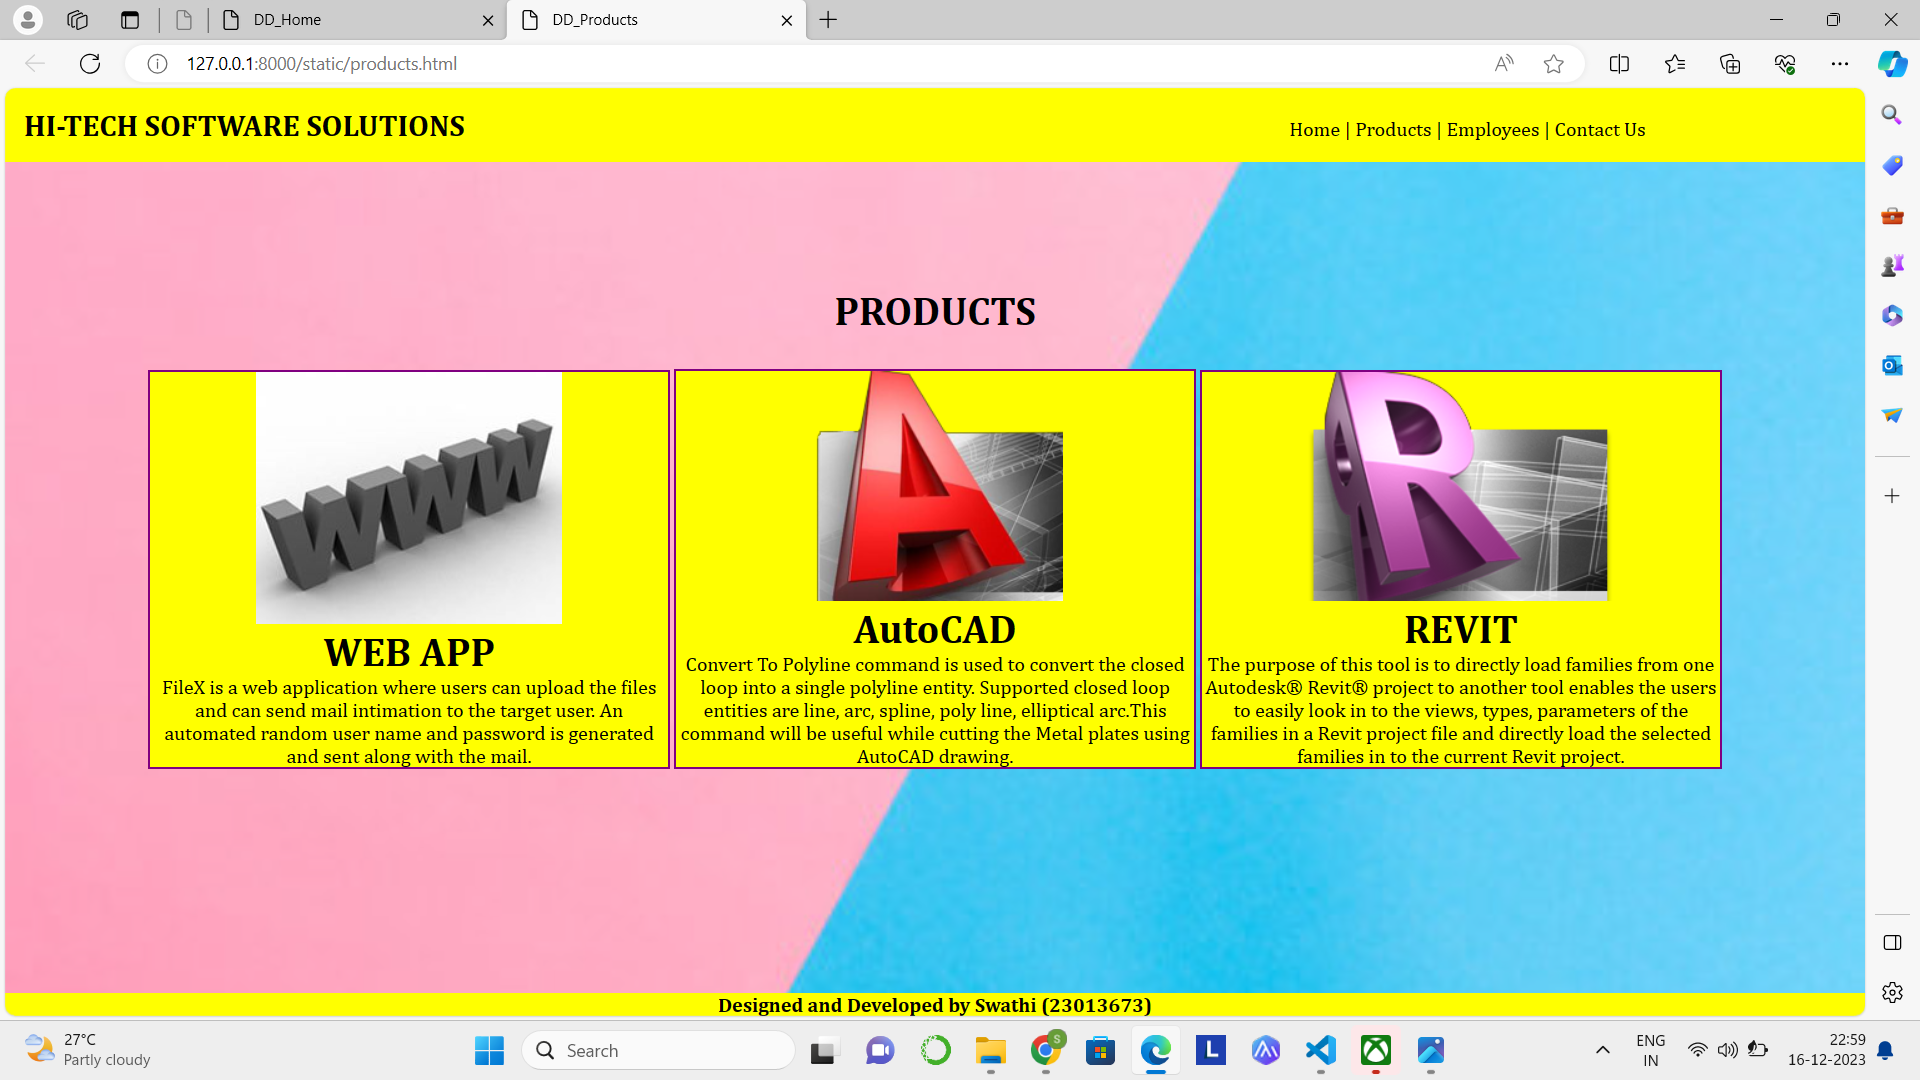 DD_Home
DD_Products
127.0.0.1:8000/static/products.html
HI-TECH SOFTWARE SOLUTIONS
Home | Products | Employees | Contact Us
PRODUCTS
WWW
WEB APP
FileX is a web application where users can upload the files
and can send mail intimation to the target user. An
automated random user name and password is generated
and sent along with the mail.
A
AutoCAD
Convert To Polyline command is used to convert the closed
loop into a single polyline entity. Supported closed loop
entities are line, arc, spline, poly line, elliptical arc.This
command will be useful while cutting the Metal plates using
AutoCAD drawing.
R
REVIT
The purpose of this tool is to directly load families from one
Autodesk® Revit® project to another tool enables the users
to easily look in to the views, types, parameters of the
families in a Revit project file and directly load the selected
families in to the current Revit project.
Designed and Developed by Swathi (23013673)
27°C
Partly cloudy
Search
S
L
ENG
IN
22:59
16-12-2023